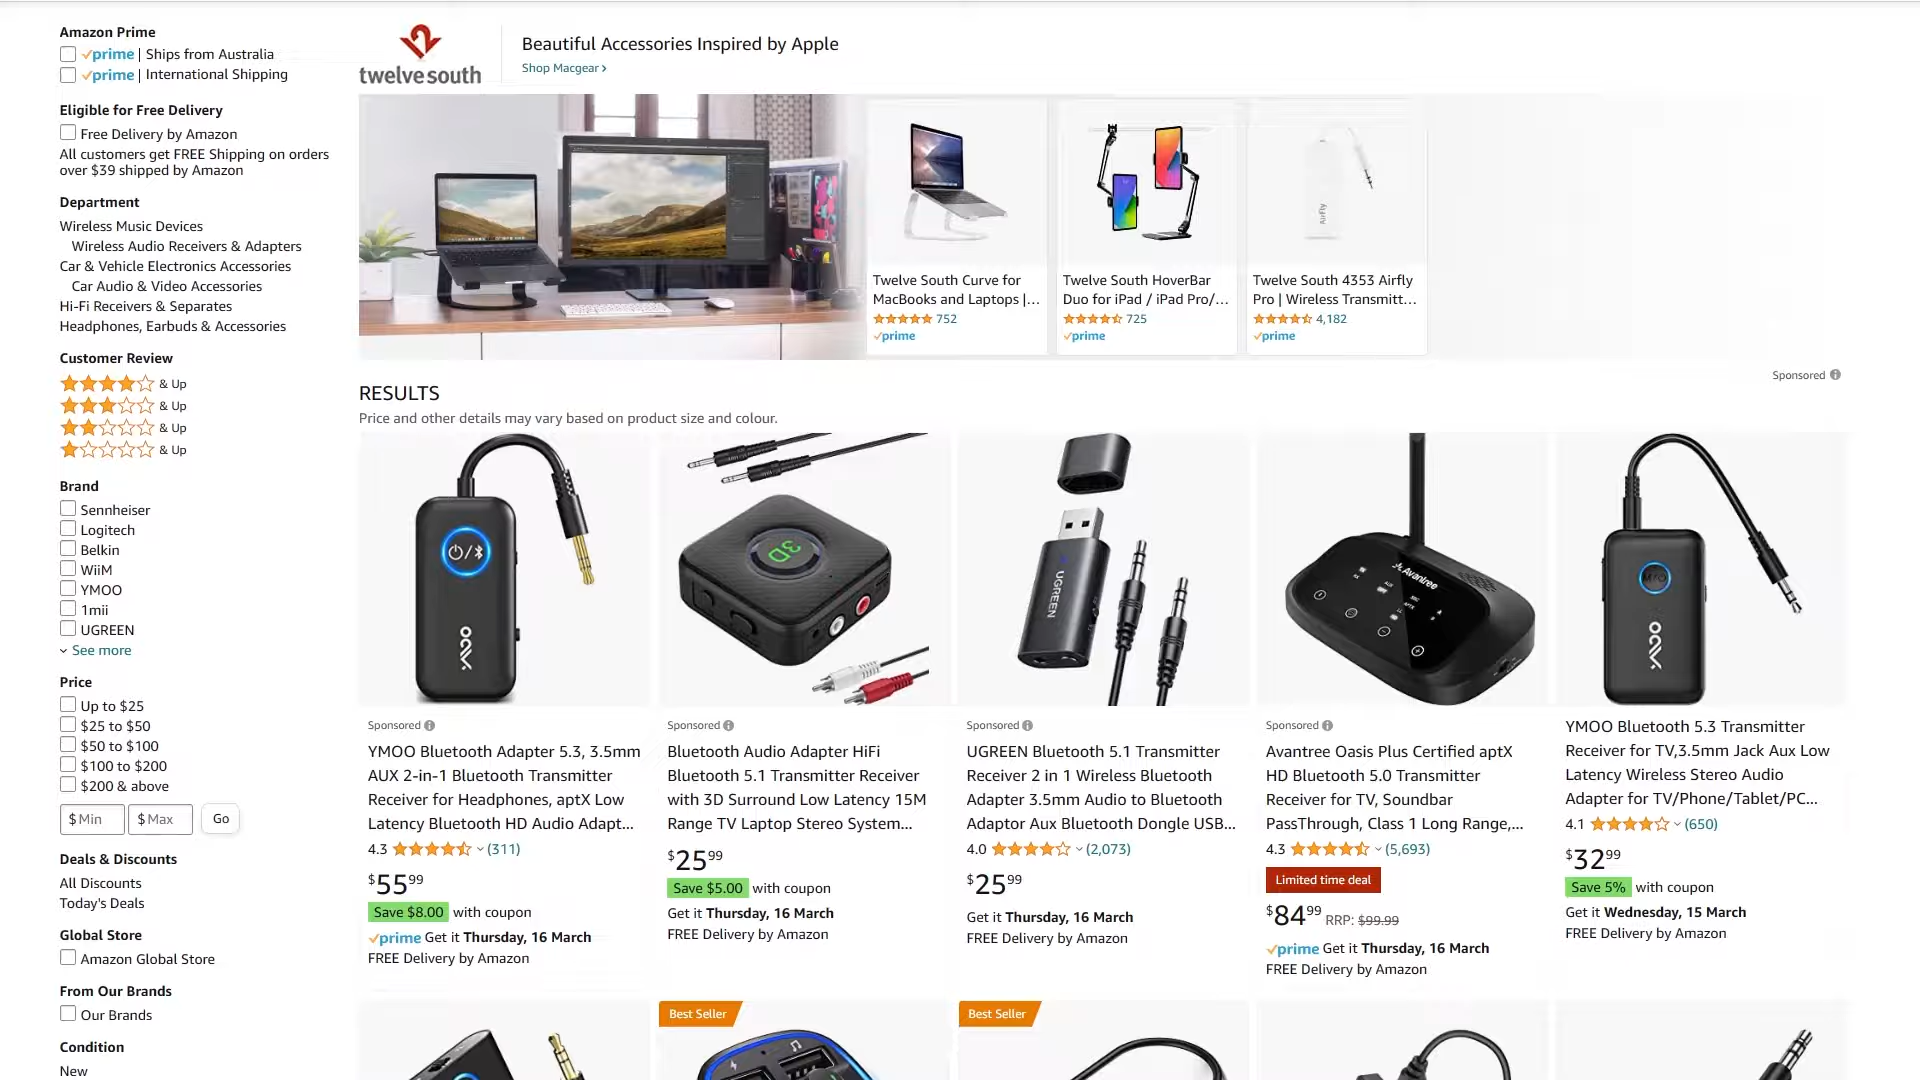 Amazon Prime
prime | Ships from Australia
prime | International Shipping
Eligible for Free Delivery
Free Delivery by Amazon
All customers get FREE Shipping on orders
over $39 shipped by Amazon
Department
Wireless Music Devices
Wireless Audio Receivers & Adapters
Car & Vehicle Electronics Accessories
Car Audio & Video Accessories
Hi-Fi Receivers & Separates
Headphones, Earbuds & Accessories
Customer Review
& Up
& Up
& Up
& Up
Brand
Sennheiser
Logitech
Belkin
WiiM
YMOO
1mii
UGREEN
See more
Price
Up to $25
$25 to $50
$50 to $100
$100 to $200
$200 & above
$ Min
$ Max
Go
Deals & Discounts
All Discounts
Today's Deals
Global Store
Amazon Global Store
From Our Brands
Our Brands
Condition
New
twelve south
Beautiful Accessories Inspired by Apple
Shop Macgear ›
Twelve South Curve for
MacBooks and Laptops |...
752
prime
Twelve South HoverBar
Duo for iPad / iPad Pro/...
725
prime
AirFly
Twelve South 4353 Airfly
Pro | Wireless Transmitt...
4,182
prime
Sponsored
RESULTS
Price and other details may vary based on product size and colour.
YMOO
Sponsored
YMOO Bluetooth Adapter 5.3, 3.5mm
AUX 2-in-1 Bluetooth Transmitter
Receiver for Headphones, aptX Low
Latency Bluetooth HD Audio Adapt...
4.3 (311)
$55.99
Save $8.00 with coupon
prime Get it Thursday, 16 March
FREE Delivery by Amazon
3D
Sponsored
Bluetooth Audio Adapter HiFi
Bluetooth 5.1 Transmitter Receiver
with 3D Surround Low Latency 15M
Range TV Laptop Stereo System...
$25.99
Save $5.00 with coupon
Get it Thursday, 16 March
FREE Delivery by Amazon
UGREEN
Sponsored
UGREEN Bluetooth 5.1 Transmitter
Receiver 2 in 1 Wireless Bluetooth
Adapter 3.5mm Audio to Bluetooth
Adaptor Aux Bluetooth Dongle USB...
4.0 (2,073)
$25.99
Get it Thursday, 16 March
FREE Delivery by Amazon
Avantree
Sponsored
Avantree Oasis Plus Certified aptX
HD Bluetooth 5.0 Transmitter
Receiver for TV, Soundbar
PassThrough, Class 1 Long Range,...
4.3 (5,693)
Limited time deal
$84.99 RRP: $99.99
prime Get it Thursday, 16 March
FREE Delivery by Amazon
YMOO
YMOO Bluetooth 5.3 Transmitter
Receiver for TV,3.5mm Jack Aux Low
Latency Wireless Stereo Audio
Adapter for TV/Phone/Tablet/PC...
4.1 (650)
$32.99
Save 5% with coupon
Get it Wednesday, 15 March
FREE Delivery by Amazon
Best Seller
Best Seller